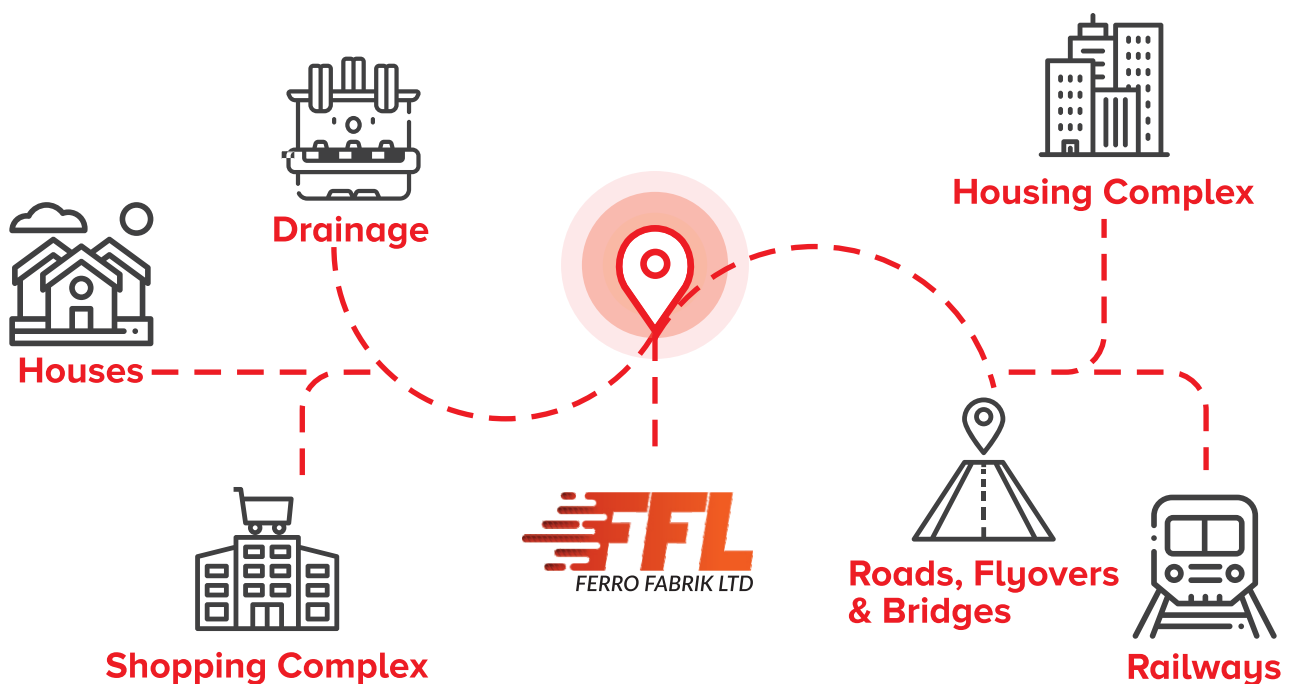 Housing Complex
Drainage
Houses
FFL
FERRO FABRIK LTD
Roads, Flyovers
& Bridges
Shopping Complex
Railways